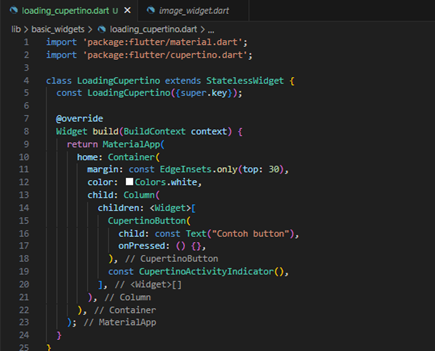 loading_cupertino.dart U
image_widget.dart
lib > basic_widgets > loading_cupertino.dart > ...
1 import 'package:flutter/material.dart';
2 import 'package:flutter/cupertino.dart';
3
4 class LoadingCupertino extends StatelessWidget {
5 const LoadingCupertino({super.key});
6
7 @override
8 Widget build(BuildContext context) {
9 return MaterialApp(
10 home: Container(
11 margin: const EdgeInsets.only(top: 30),
12 color: Colors.white,
13 child: Column(
14 children: <Widget>[
15 CupertinoButton(
16 child: const Text("Contoh button"),
17 onPressed: () {},
18 ), // CupertinoButton
19 const CupertinoActivityIndicator(),
20 ], // <Widget>[]
21 ), // Column
22 ), // Container
23 ); // MaterialApp
24 }
25 }